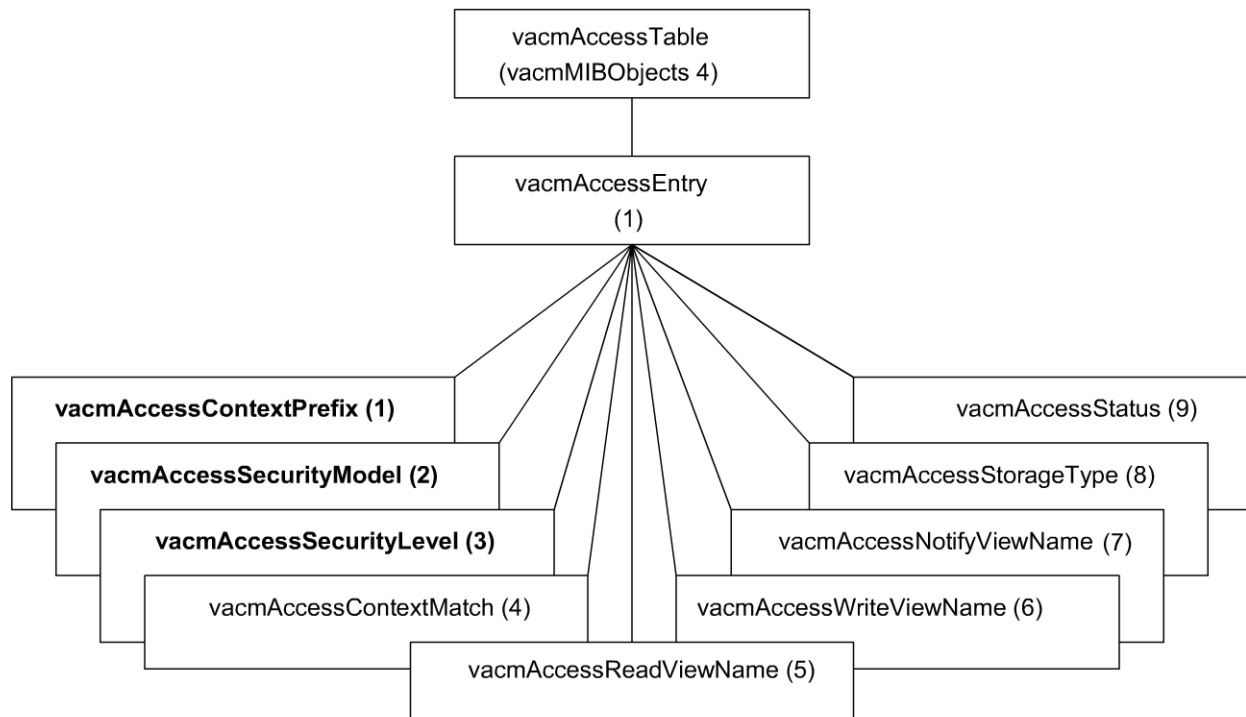 vacmAccessTable
(vacmMIBObjects 4)
vacmAccessEntry
(1)
vacmAccessContextPrefix (1)
vacmAccessStatus (9)
vacmAccessSecurityModel (2)
vacmAccessStorageType (8)
vacmAccessSecurityLevel (3)
vacmAccessNotifyViewName (7)
vacmAccessContextMatch (4)
vacmAccessWriteViewName (6)
vacmAccessReadViewName (5)